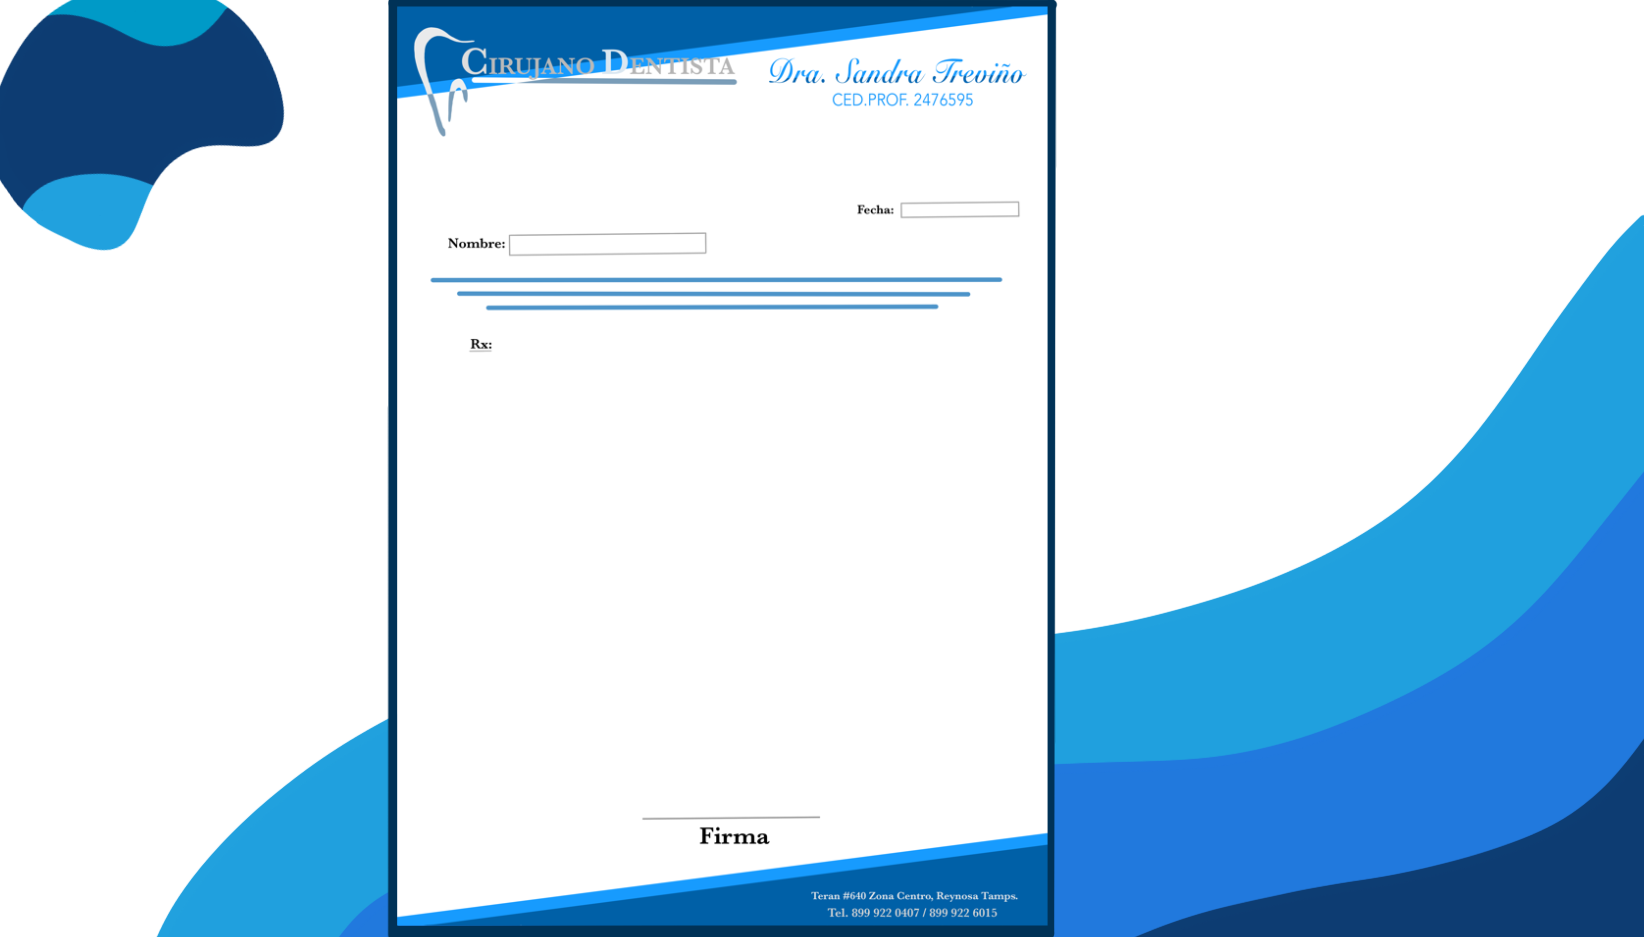 CIRUJANO DENTISTA
Dra. Sandra Treviño
CED.PROF. 2476595
Fecha:
Nombre:
Rx:
Firma
Teran #640 Zona Centro, Reynosa Tamps.
Tel. 899 922 0407 / 899 922 6015